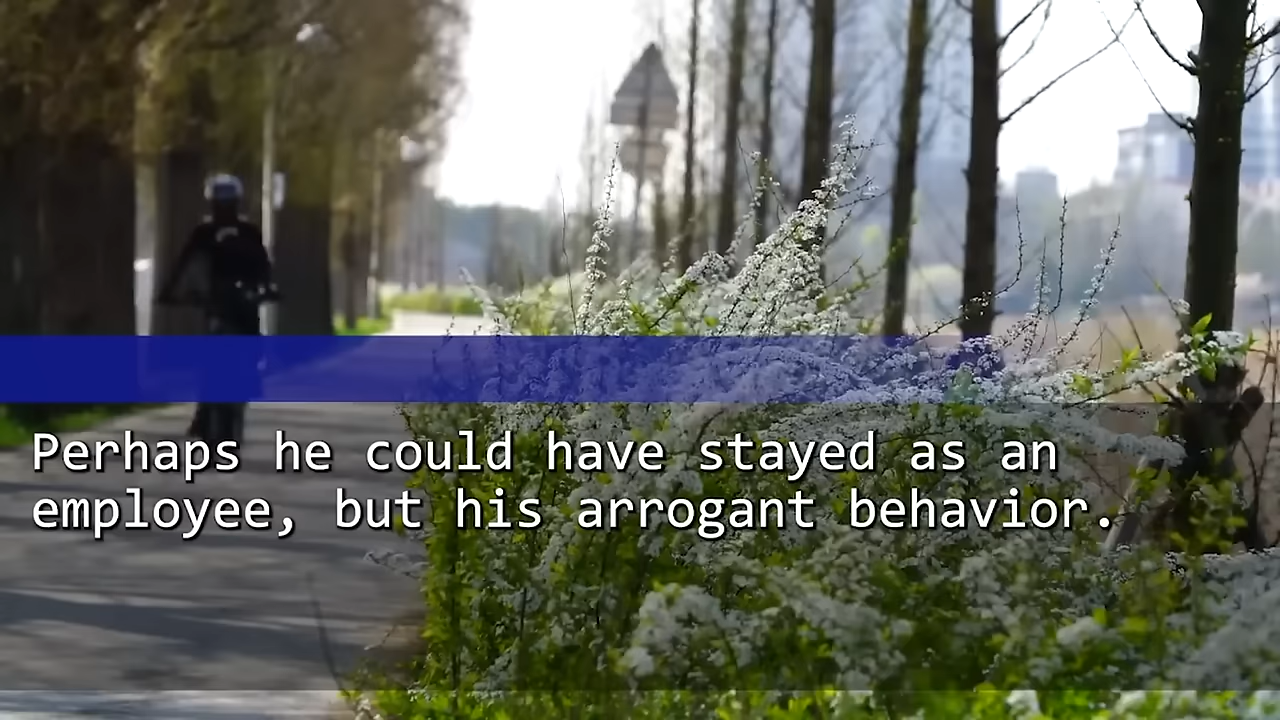 Perhaps he could have stayed as an
employee, but his arrogant behavior.